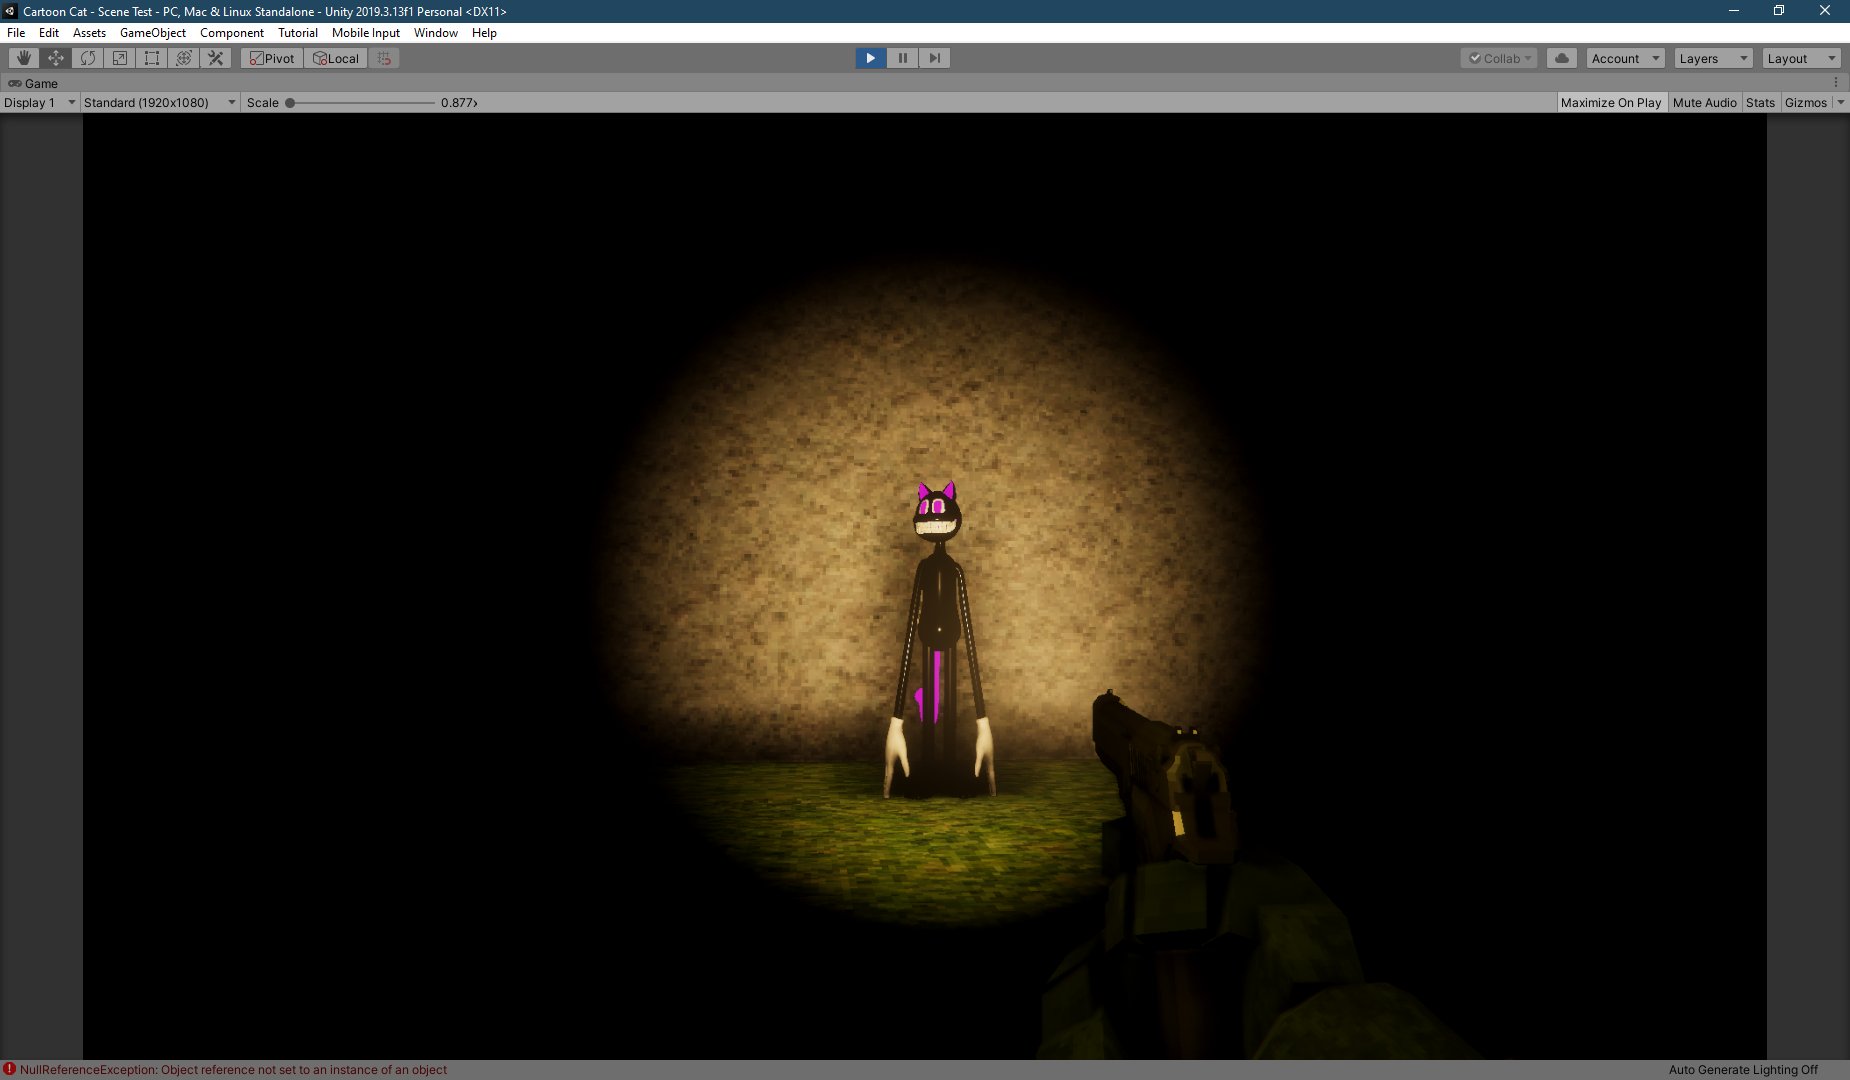 Cartoon Cat - Scene Test - PC, Mac & Linux Standalone - Unity 2019.3.13f1 Personal <DX11>
File Edit Assets GameObject Component Tutorial Mobile Input Window Help
Pivot Local Collab Account Layers Layout
Game
Display 1 Standard (1920x1080) Scale 0.877x Maximize On Play Mute Audio Stats Gizmos
NullReferenceException: Object reference not set to an instance of an object Auto Generate Lighting Off